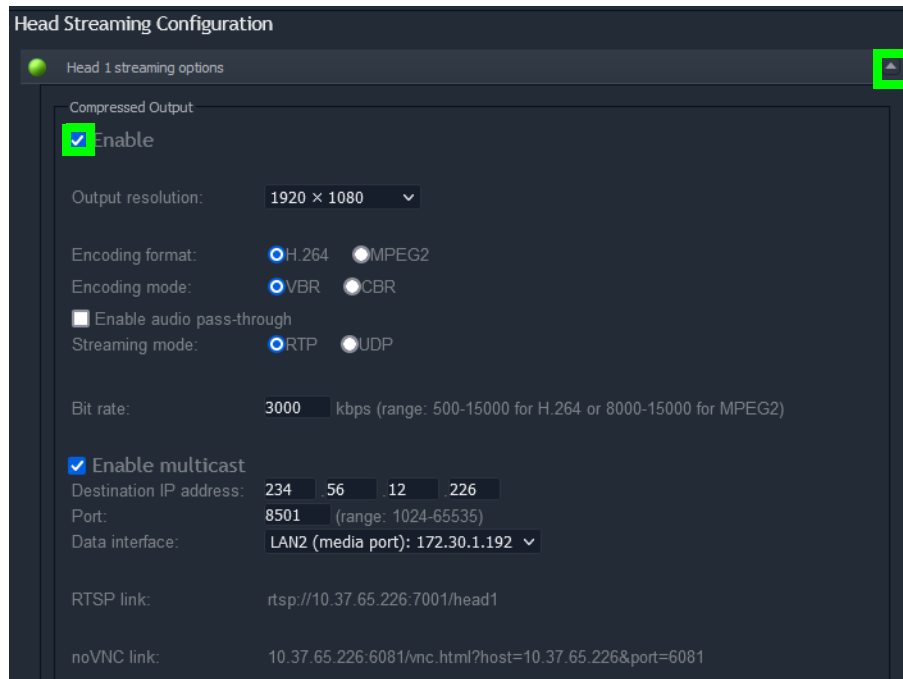 Head Streaming Configuration
Head 1 streaming options
Compressed Output
Enable
Output resolution: 1920 × 1080
Encoding format: H.264 MPEG2
Encoding mode: VBR CBR
Enable audio pass-through
Streaming mode: RTP UDP
Bit rate: 3000 kbps (range: 500-15000 for H.264 or 8000-15000 for MPEG2)
Enable multicast
Destination IP address: 234 .56 .12 .226
Port: 8501 (range: 1024-65535)
Data interface: LAN2 (media port): 172.30.1.192
RTSP link: rtsp://10.37.65.226:7001/head1
noVNC link: 10.37.65.226:6081/vnc.html?host=10.37.65.226&port=6081